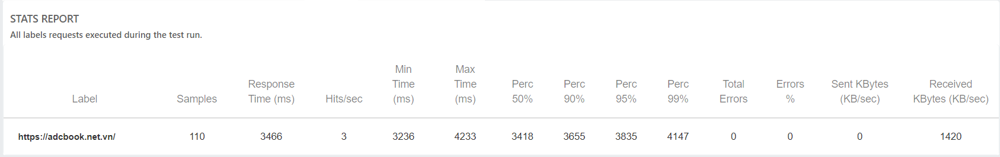 STATS REPORT
All labels requests executed during the test run.
Min Max
Response Time Time Perc Perc Perc Perc Total Errors Sent KBytes Received
Label Samples Time (ms) Hits/sec (ms) (ms) 50% 90% 95% 99% Errors % (KB/sec) KBytes (KB/sec)
https://adcbook.net.vn/ 110 3466 3 3236 4233 3418 3655 3835 4147 0 0 0 1420